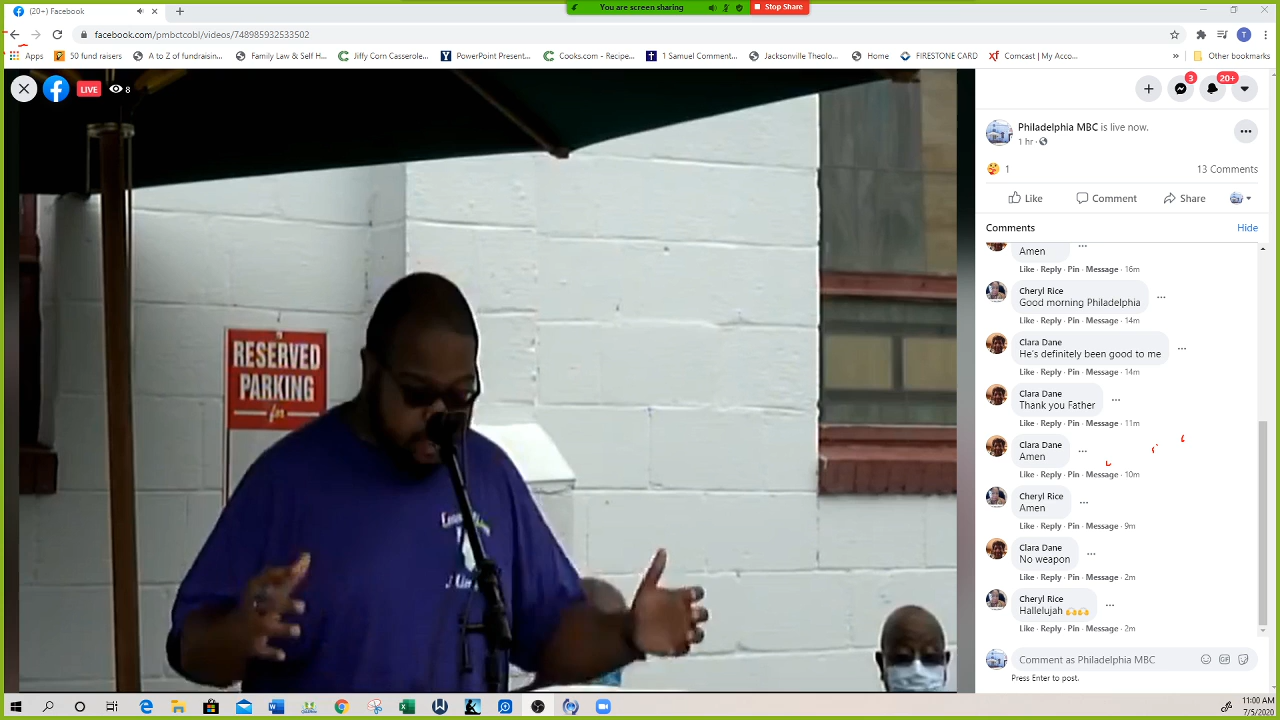 You are screen sharing
Stop Share
(20+) Facebook
facebook.com/pmbctcobl/videos/748985932533502
Apps 50 fund raisers A to Z of fundraisin... Family Law & Self H... Jiffy Corn Casserole... PowerPoint Present... Cooks.com - Recipe... 1 Samuel Comment... Jacksonville Theolo... FIRESTONE CARD Comcast | My Acco... » Other bookmarks
LIVE 8
3 20+
RESERVED
PARKING
for
Philadelphia MBC is live now.
1 hr ·
1 13 Comments
Like Comment Share
Comments Hide
Amen
Like · Reply · Pin · Message · 16m
Cheryl Rice
Good morning Philadelphia
Like · Reply · Pin · Message · 14m
Clara Dane
He's definitely been good to me
Like · Reply · Pin · Message · 14m
Clara Dane
Thank you Father
Like · Reply · Pin · Message · 11m
Clara Dane
Amen
Like · Reply · Pin · Message · 10m
Cheryl Rice
Amen
Like · Reply · Pin · Message · 9m
Clara Dane
No weapon
Like · Reply · Pin · Message · 2m
Cheryl Rice
Hallelujah 🙌🙌
Like · Reply · Pin · Message · 2m
Comment as Philadelphia MBC
Press Enter to post.
11:00 AM
7/5/2020